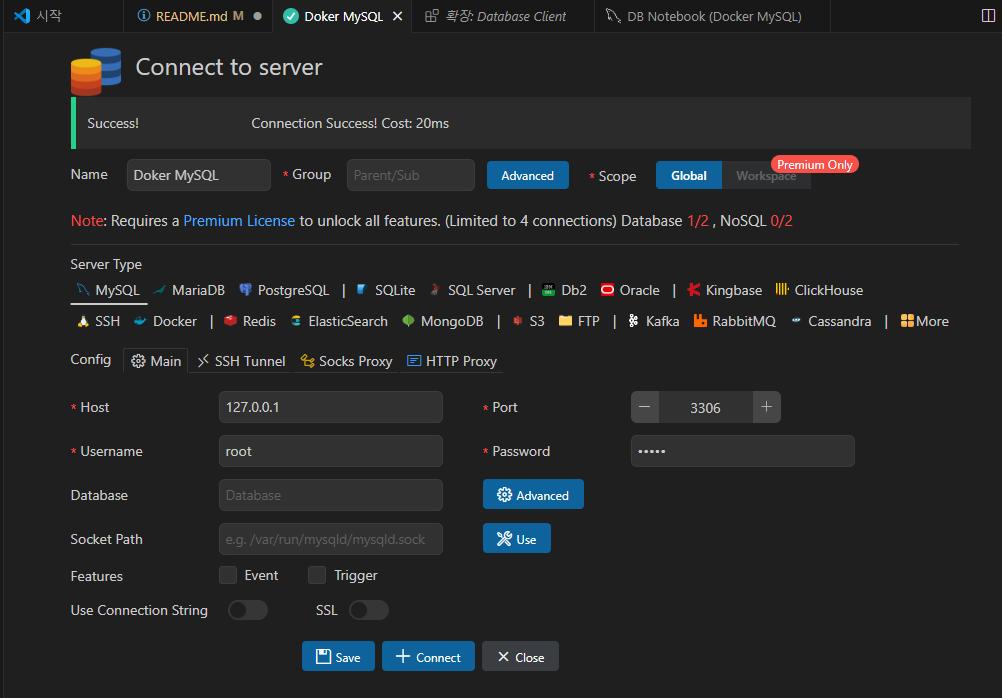 시작 README.md M Doker MySQL 확장: Database Client DB Notebook (Docker MySQL)
Connect to server
Success! Connection Success! Cost: 20ms
Premium Only
Name Doker MySQL * Group Parent/Sub Advanced * Scope Global Workspace
Note: Requires a Premium License to unlock all features. (Limited to 4 connections) Database 1/2 , NoSQL 0/2
Server Type
MySQL MariaDB PostgreSQL | SQLite SQL Server | Db2 Oracle | Kingbase ClickHouse
SSH Docker | Redis ElasticSearch MongoDB | S3 FTP | Kafka RabbitMQ Cassandra | More
Config Main SSH Tunnel Socks Proxy HTTP Proxy
* Host 127.0.0.1 * Port 3306
* Username root * Password •••••
Database Database Advanced
Socket Path e.g. /var/run/mysqld/mysqld.sock Use
Features Event Trigger
Use Connection String SSL
Save Connect Close